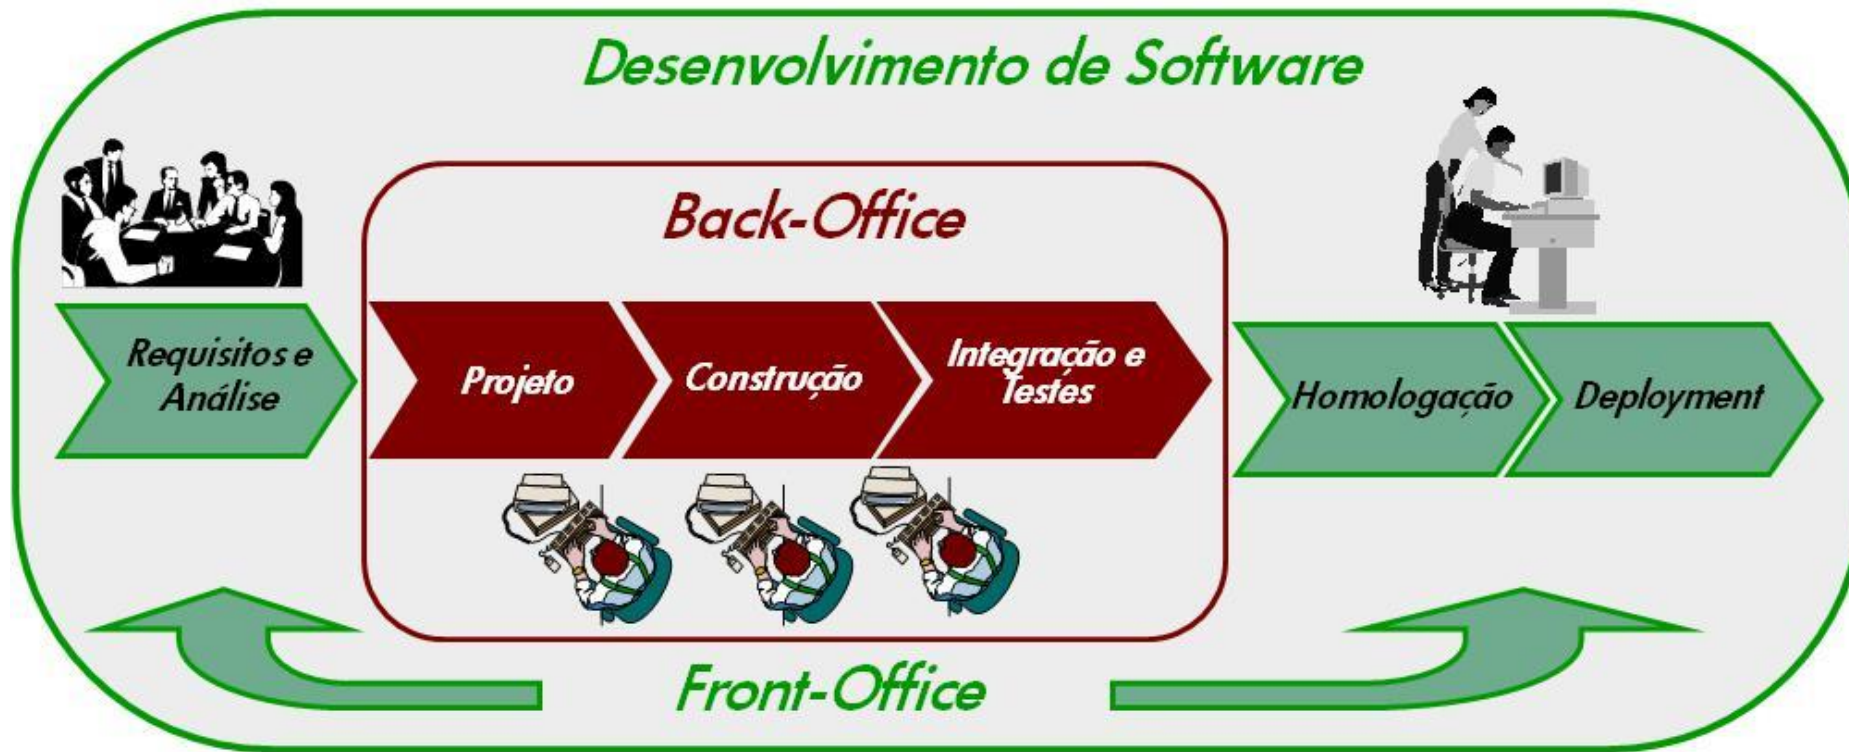 Desenvolvimento de Software
Back-Office
Requisitos e
Análise
Projeto
Construção
Integração e
Testes
Homologação
Deployment
Front-Office